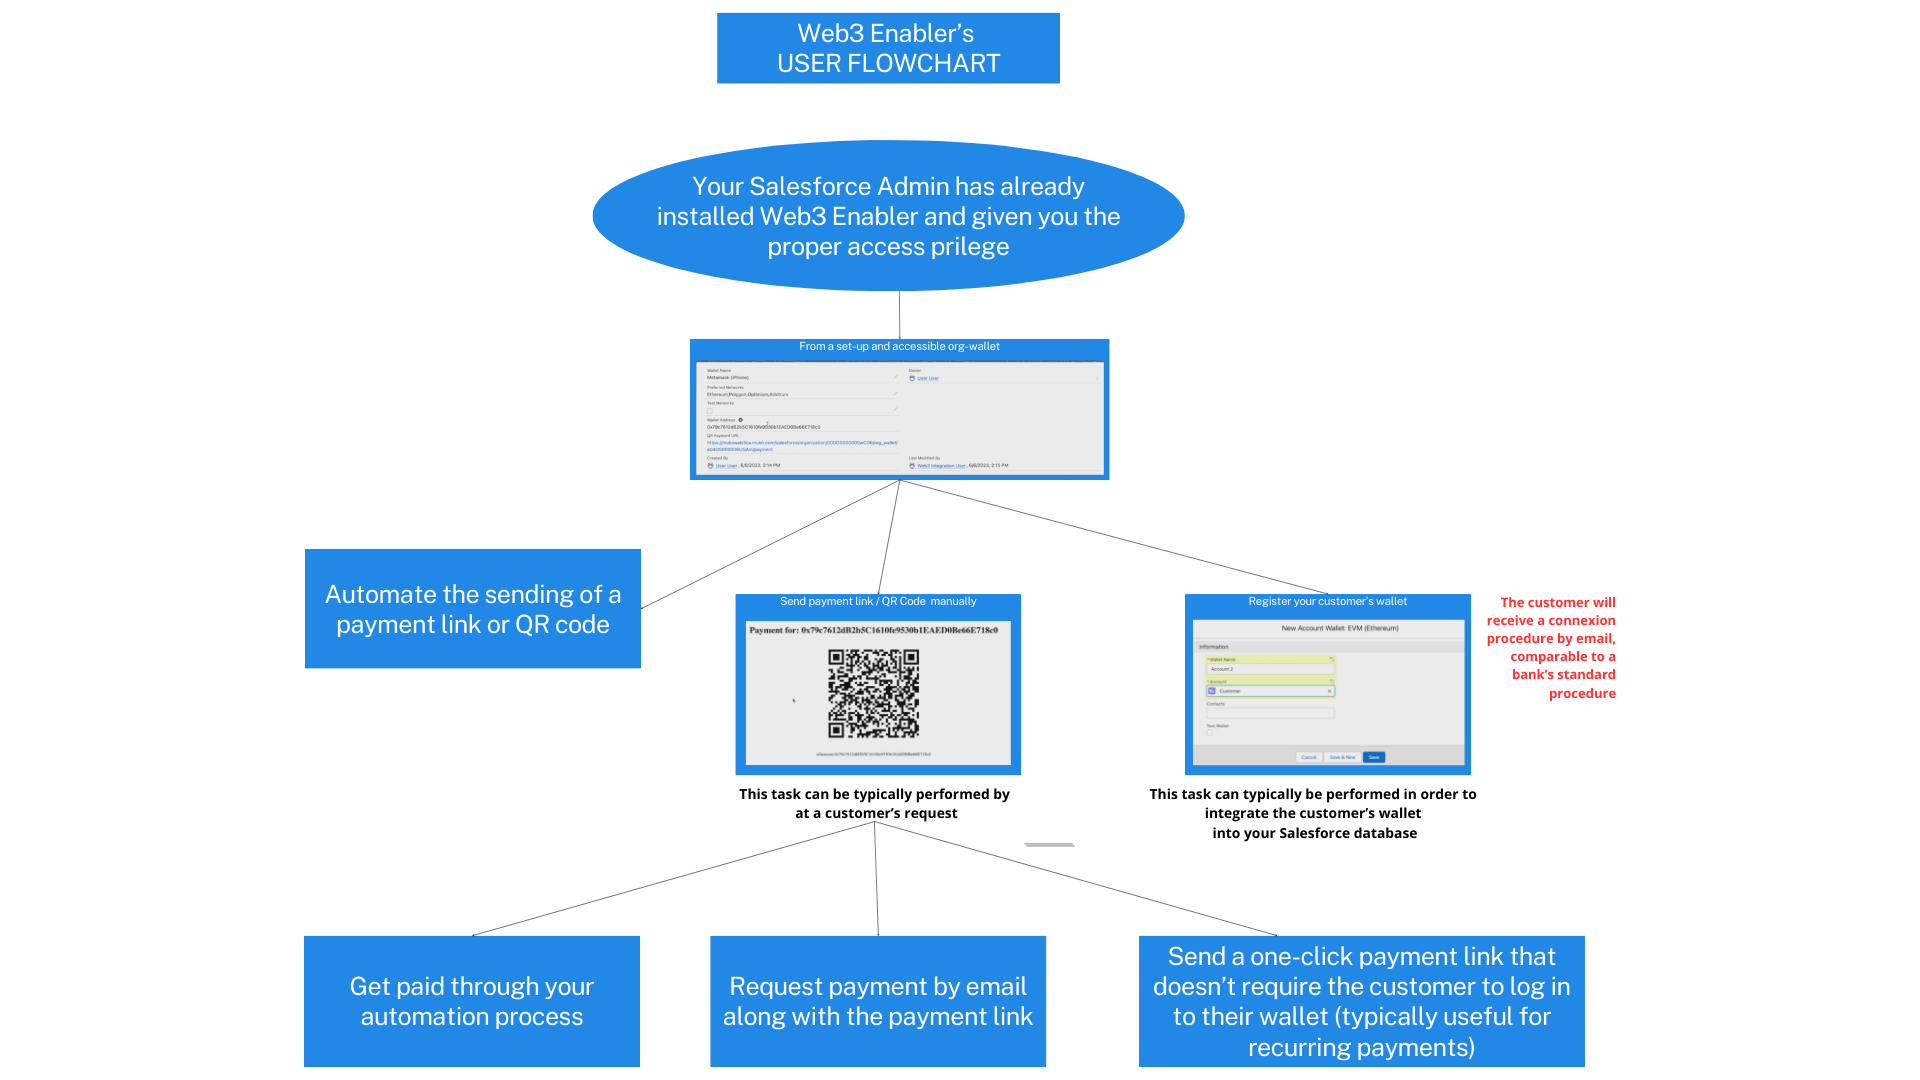 Web3 Enabler’s
USER FLOWCHART
Your Salesforce Admin has already
installed Web3 Enabler and given you the
proper access prilege
From a set-up and accessible org-wallet
Wallet Name
Metamask (iPhone)
Owner
User User
Preferred Networks
Ethereum;Polygon;Optimism;Arbitrum
Test Networks
Wallet Address
QR Payment URL
Created By
User User, 6/6/2023, 2:14 PM
Last Modified By
Web3 Integration User, 6/6/2023, 2:15 PM
Automate the sending of a
payment link or QR code
Send payment link / QR Code  manually
Payment for: 0x79c7612dB2b5C1610fe9530b1EAED0Be66E718c0
This task can be typically performed by
at a customer’s request
Register your customer’s wallet
New Account Wallet: EVM (Ethereum)
Information
*Wallet Name
Account 2
*Account
Customer
Contacts
Test Wallet
Cancel Save & New Save
The customer will
receive a connexion
procedure by email,
comparable to a
bank’s standard
procedure
This task can typically be performed in order to
integrate the customer’s wallet
into your Salesforce database
Get paid through your
automation process
Request payment by email
along with the payment link
Send a one-click payment link that
doesn’t require the customer to log in
to their wallet (typically useful for
recurring payments)